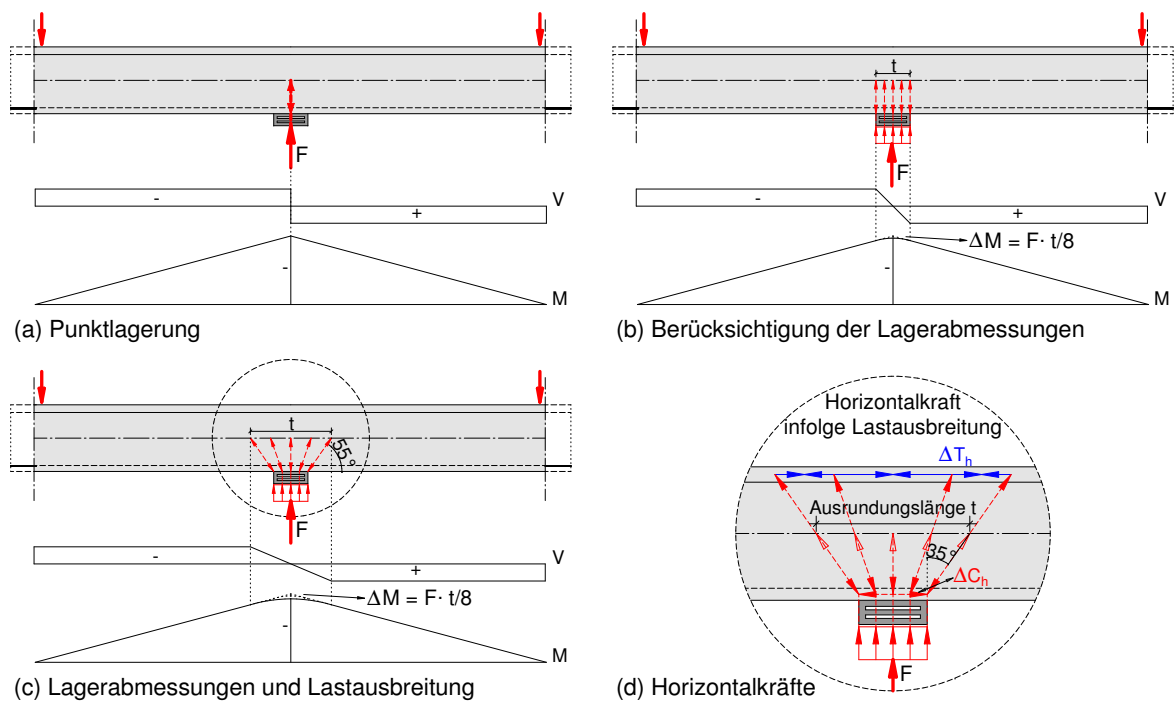 F
-
+
V
-
M
(a) Punktlagerung
t
F
-
+
V
ΔM = F· t/8
-
M
(b) Berücksichtigung der Lagerabmessungen
t
55°
F
-
+
V
ΔM = F· t/8
-
M
(c) Lagerabmessungen und Lastausbreitung
Horizontalkraft
infolge Lastausbreitung
ΔTh
Ausrundungslänge t
35°
ΔCh
F
(d) Horizontalkräfte